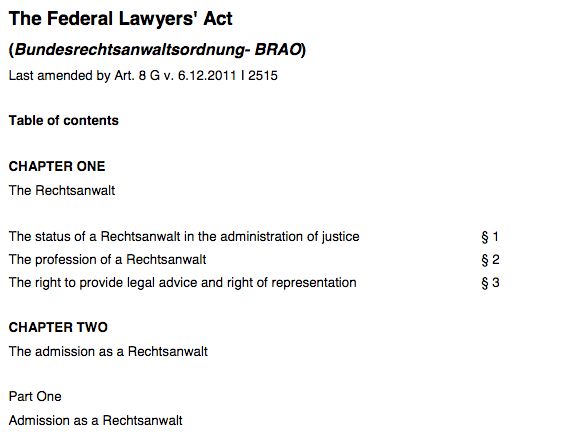 The Federal Lawyers' Act
(Bundesrechtsanwaltsordnung- BRAO)
Last amended by Art. 8 G v. 6.12.2011 I 2515
Table of contents
CHAPTER ONE
The Rechtsanwalt
The status of a Rechtsanwalt in the administration of justice § 1
The profession of a Rechtsanwalt § 2
The right to provide legal advice and right of representation § 3
CHAPTER TWO
The admission as a Rechtsanwalt
Part One
Admission as a Rechtsanwalt